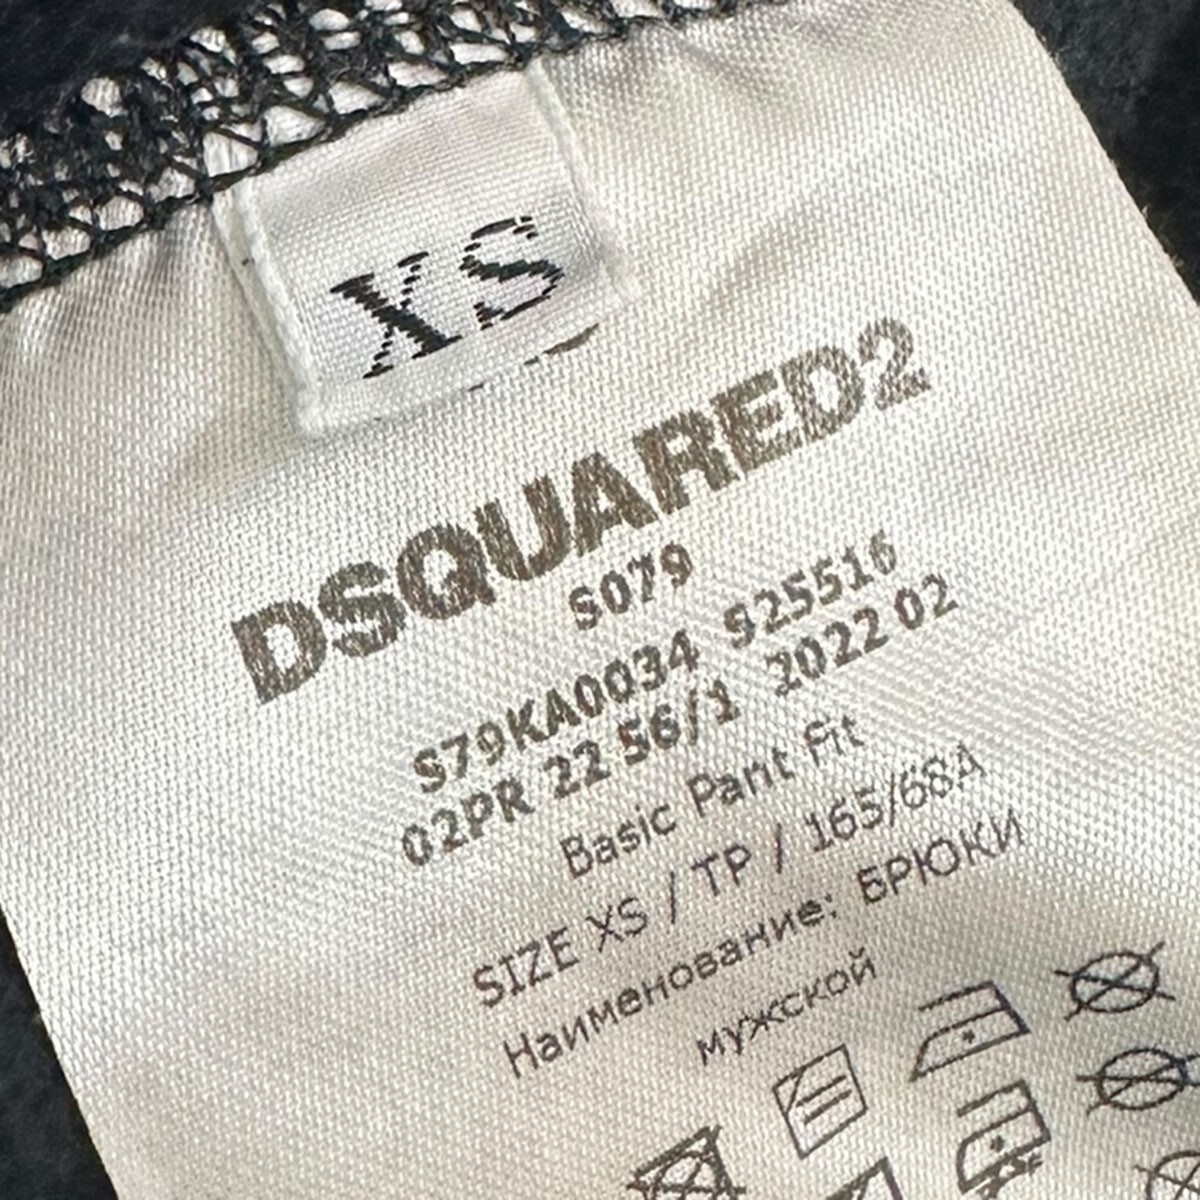 XS
DSQUARED2
S079
S79KA0034 S25516
02PR 22 56/1 2022 02
Basic Pant Fit
SIZE XS / TP / 165/68A
Наименование: БРЮКИ
мужской